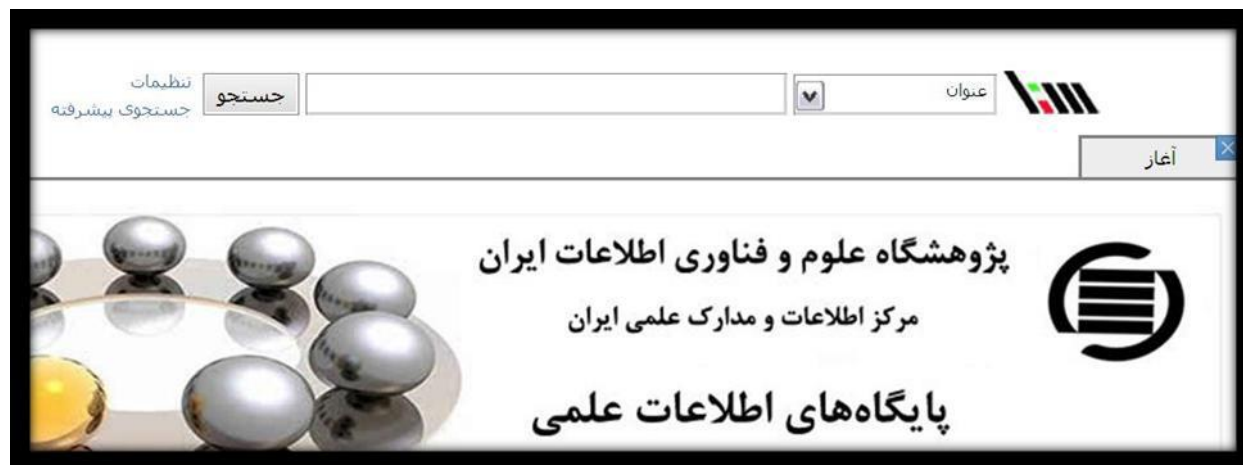 عنوان
جستجو
تنظیمات
جستجوی پیشرفته
آغاز
پژوهشگاه علوم و فناوری اطلاعات ایران
مرکز اطلاعات و مدارک علمی ایران
پایگاه‌های اطلاعات علمی